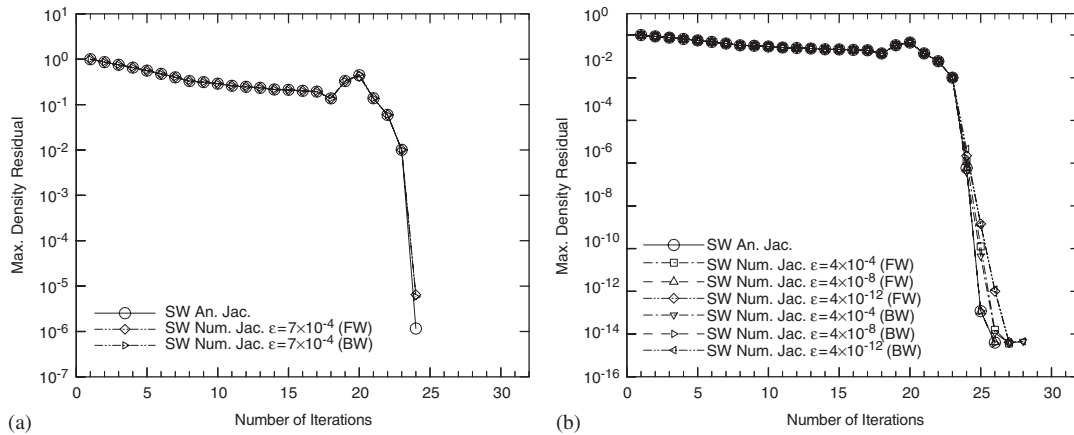 10^1
10^0
10^-1
10^-2
10^-3
10^-4
10^-5
10^-6
10^-7
Max. Density Residual
SW An. Jac.
SW Num. Jac. ε=7×10^-4 (FW)
SW Num. Jac. ε=7×10^-4 (BW)
0 5 10 15 20 25 30
Number of Iterations
(a)
10^0
10^-2
10^-4
10^-6
10^-8
10^-10
10^-12
10^-14
10^-16
Max. Density Residual
SW An. Jac.
SW Num. Jac. ε=4×10^-4 (FW)
SW Num. Jac. ε=4×10^-8 (FW)
SW Num. Jac. ε=4×10^-12 (FW)
SW Num. Jac. ε=4×10^-4 (BW)
SW Num. Jac. ε=4×10^-8 (BW)
SW Num. Jac. ε=4×10^-12 (BW)
0 5 10 15 20 25 30
Number of Iterations
(b)